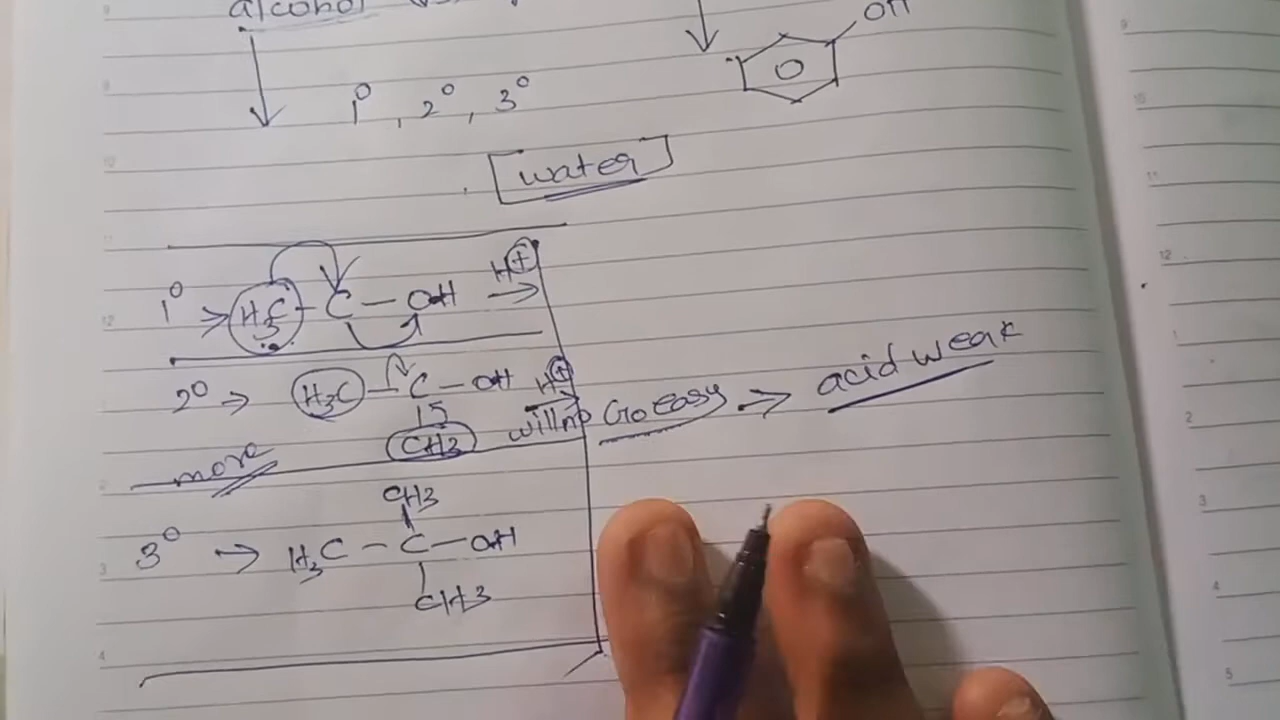 alcohol
OH
1°, 2°, 3°
water
1° > H3C - C - OH → H+
2° → H3C - C - OH H+
CH3 will no Go easy => acid weak
more
CH3
3° → H3C - C - OH
CH3